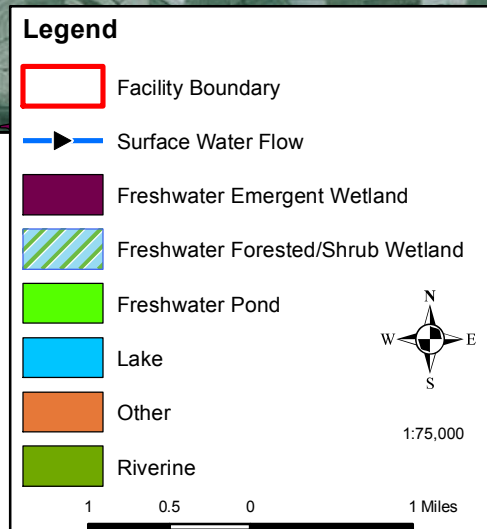 Legend
Facility Boundary
Surface Water Flow
Freshwater Emergent Wetland
Freshwater Forested/Shrub Wetland
Freshwater Pond
Lake
Other
Riverine
N
W E
S
1:75,000
1 0.5 0 1 Miles